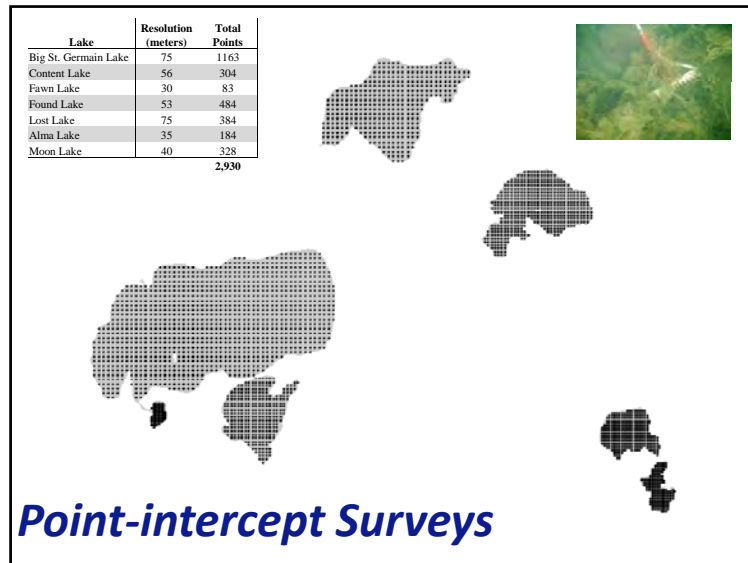 Lake Resolution (meters) Total Points
Big St. Germain Lake 75 1163
Content Lake 56 304
Fawn Lake 30 83
Found Lake 53 484
Lost Lake 75 384
Alma Lake 35 184
Moon Lake 40 328
2,930
Point-intercept Surveys